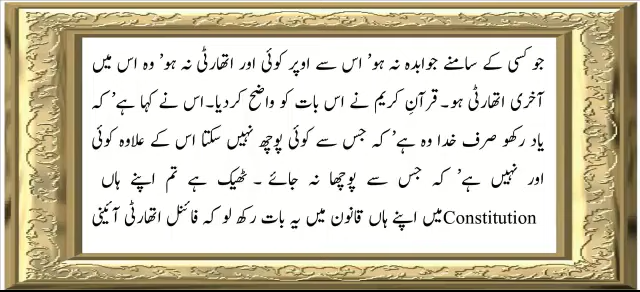 جو کسی کے سامنے جوابدہ نہ ہو’ اس سے اوپر کوئی اور اتھارٹی نہ ہو’ وہ اس میں
آخری اتھارٹی ہو۔ قرآنِ کریم نے اس بات کو واضح کردیا۔اس نے کہا ہے’ کہ
یاد رکھو صرف خدا وہ ہے’ کہ جس سے کوئی پوچھ نہیں سکتا اس کے علاوہ کوئی
اور نہیں ہے’ کہ جس سے پوچھا نہ جائے ۔ ٹھیک ہے تم اپنے ہاں
Constitutionمیں اپنے ہاں قانون میں یہ بات رکھ لو کہ فائنل اتھارٹی آئینی